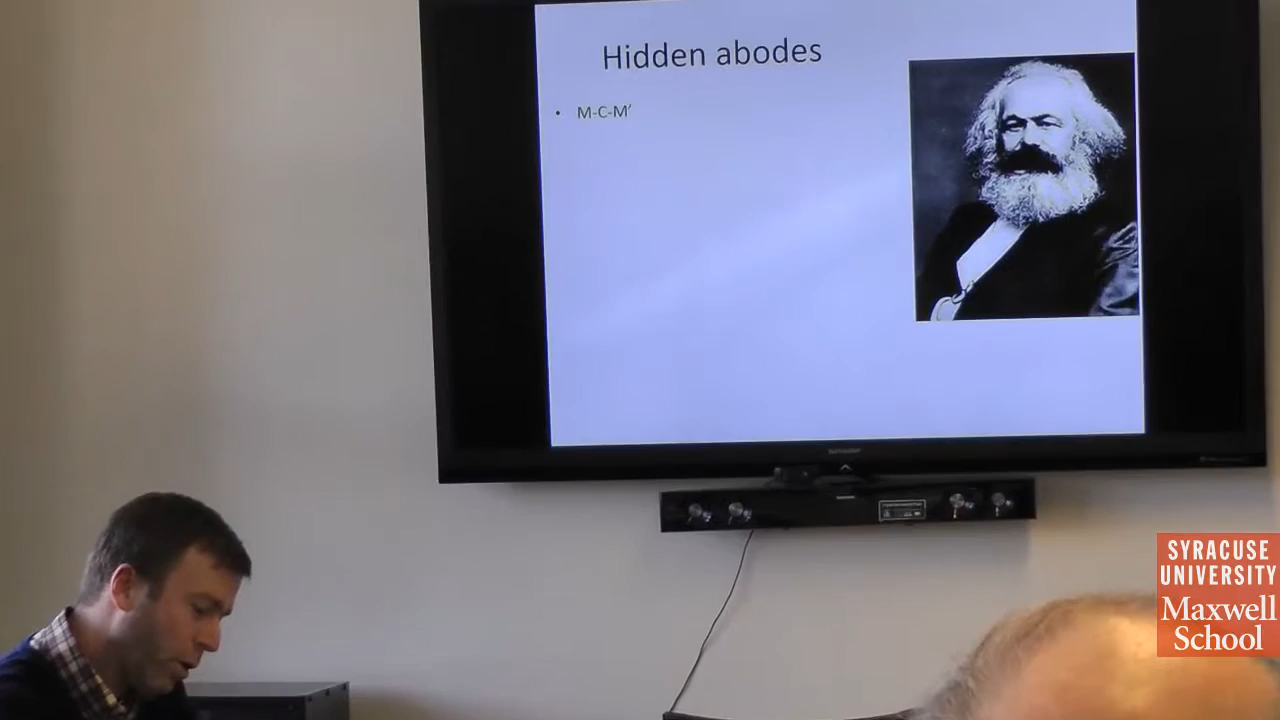 Hidden abodes
• M-C-M′
SYRACUSE
UNIVERSITY
Maxwell
School